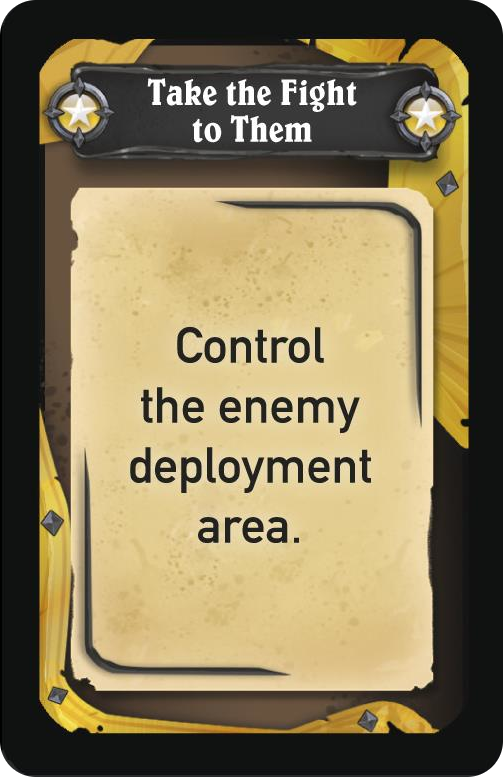 Take the Fight
to Them
Control
the enemy
deployment
area.